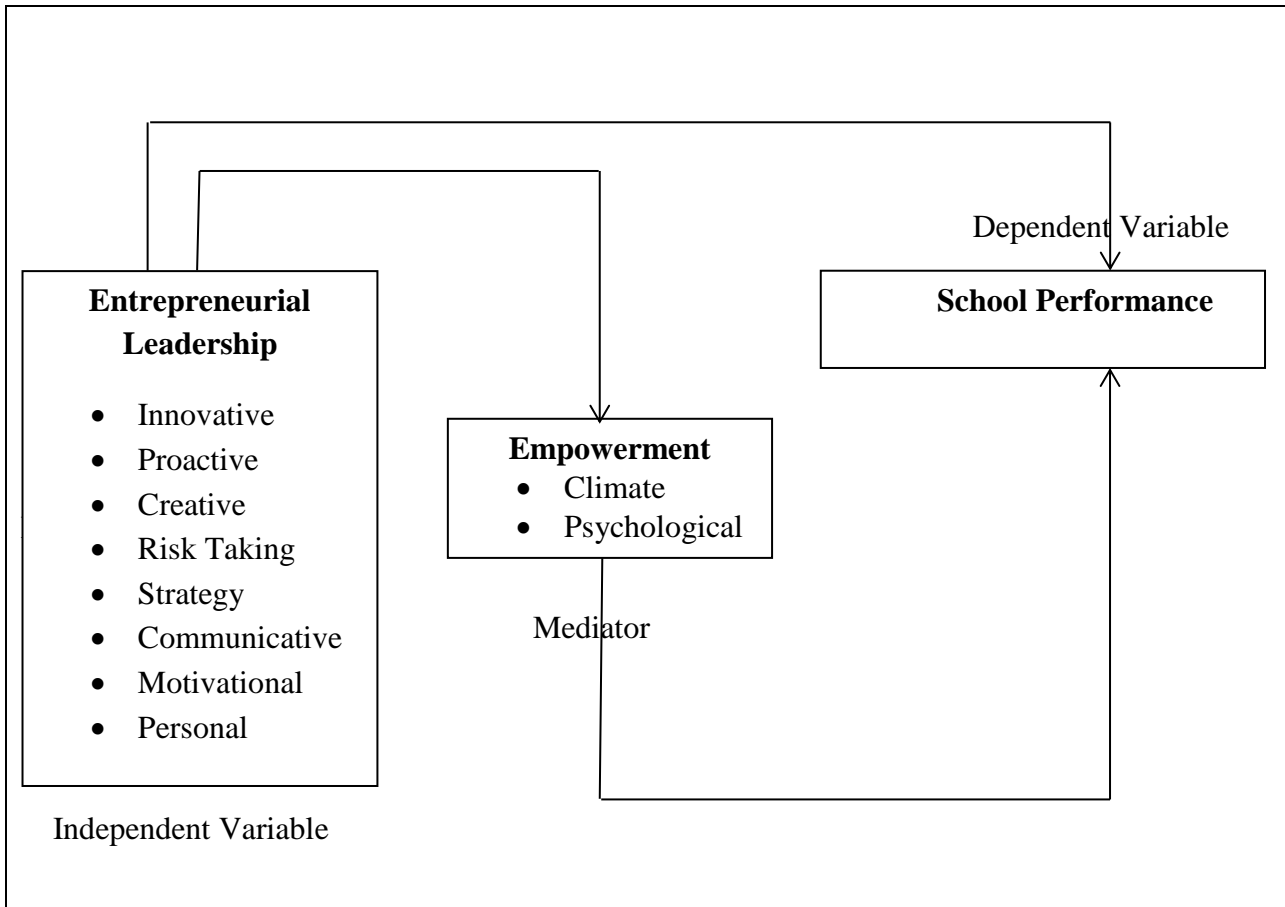 Dependent Variable
Entrepreneurial
Leadership
• Innovative
• Proactive
• Creative
• Risk Taking
• Strategy
• Communicative
• Motivational
• Personal
Independent Variable
Empowerment
• Climate
• Psychological
Mediator
School Performance